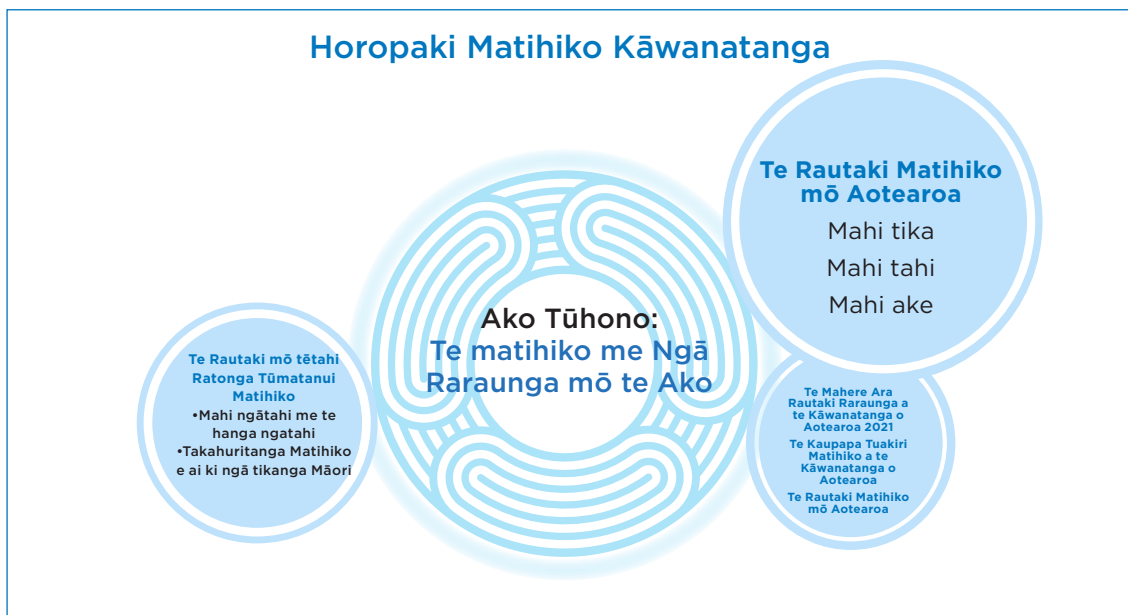 Horopaki Matihiko Kāwanatanga
Te Rautaki Matihiko
mō Aotearoa
Mahi tika
Mahi tahi
Mahi ake
Ako Tūhono:
Te matihiko me Ngā
Raraunga mō te Ako
Te Rautaki mō tētahi
Ratonga Tūmatanui
Matihiko
•Mahi ngātahi me te
hanga ngatahi
•Takahuritanga Matihiko
e ai ki ngā tikanga Māori
Te Mahere Ara
Rautaki Raraunga a
te Kāwanatanga o
Aotearoa 2021
Te Kaupapa Tuakiri
Matihiko a te
Kāwanatanga o
Aotearoa
Te Rautaki Matihiko
mō Aotearoa